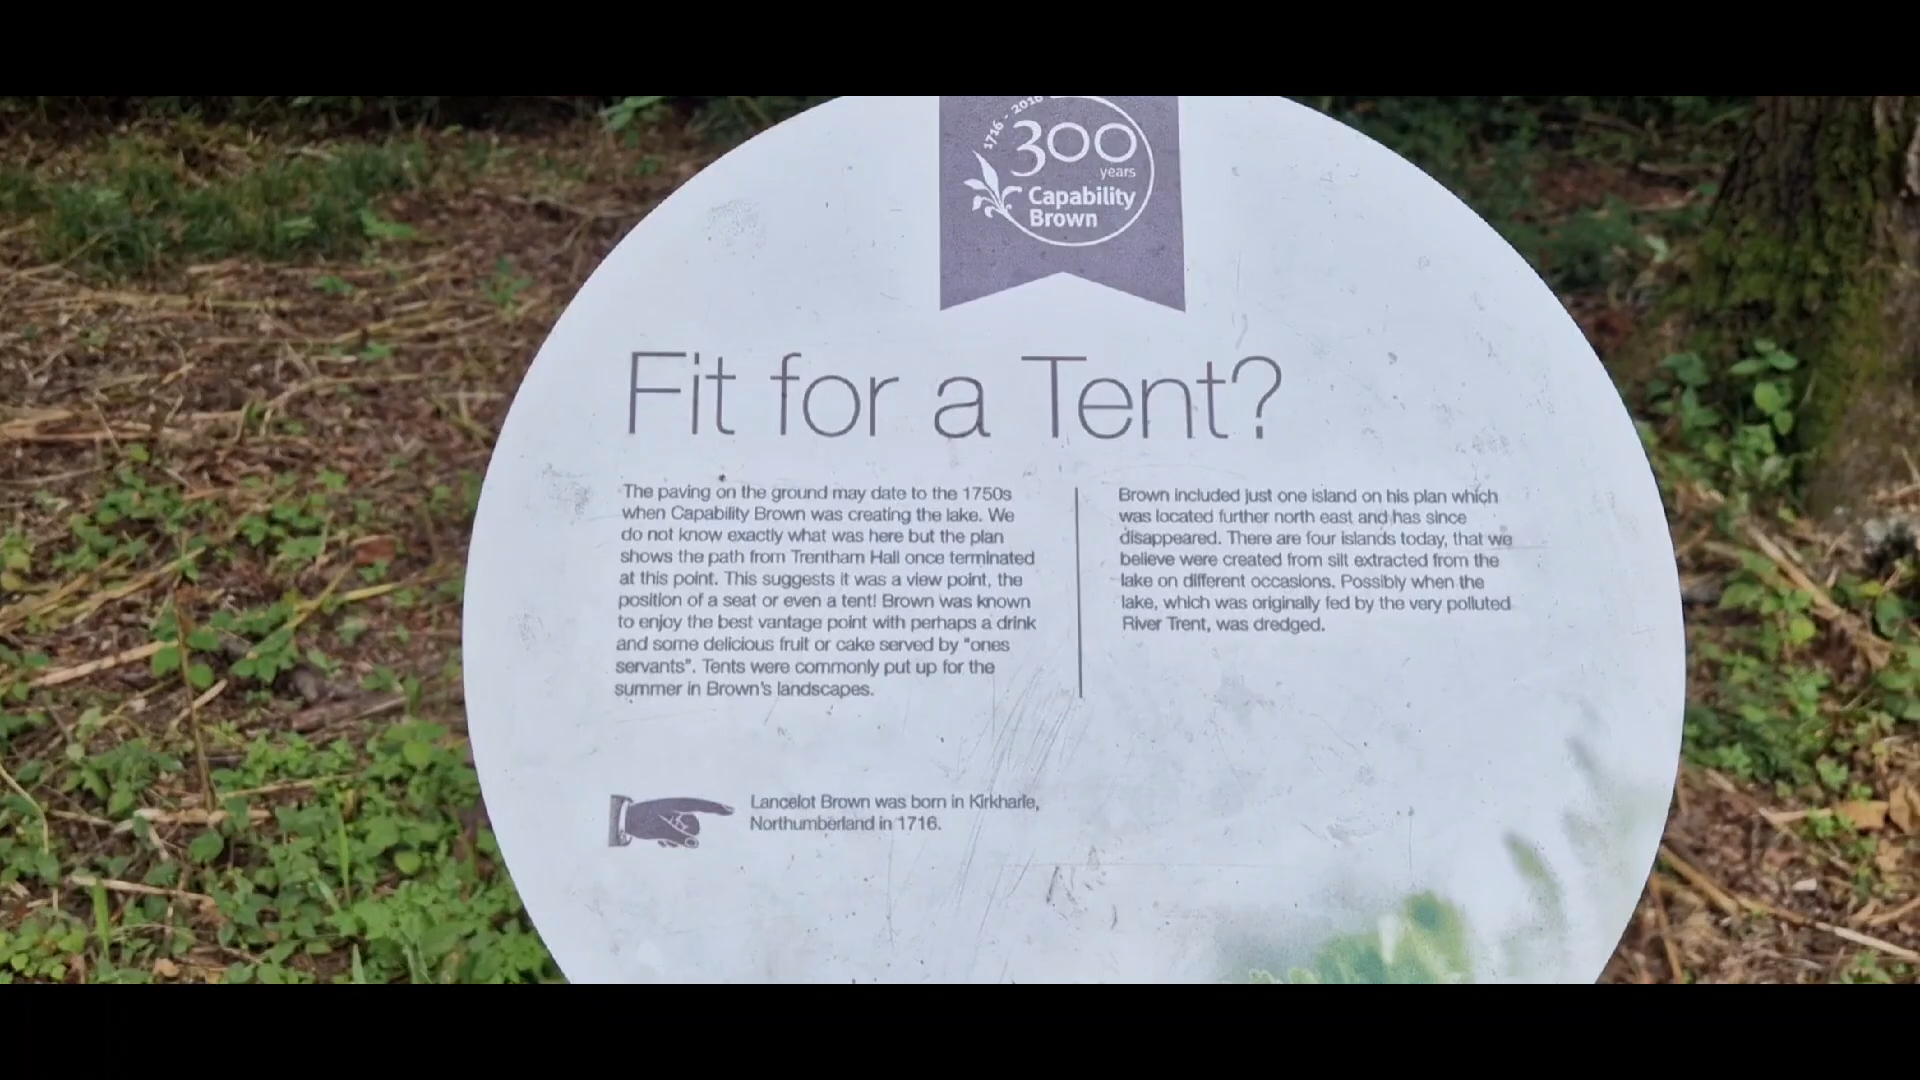 1716 - 2016
300
years
Capability
Brown
Fit for a Tent?
The paving on the ground may date to the 1750s
when Capability Brown was creating the lake. We
do not know exactly what was here but the plan
shows the path from Trentham Hall once terminated
at this point. This suggests it was a view point, the
position of a seat or even a tent! Brown was known
to enjoy the best vantage point with perhaps a drink
and some delicious fruit or cake served by "ones
servants". Tents were commonly put up for the
summer in Brown's landscapes.
Brown included just one island on his plan which
was located further north east and has since
disappeared. There are four islands today, that we
believe were created from silt extracted from the
lake on different occasions. Possibly when the
lake, which was originally fed by the very polluted
River Trent, was dredged.
Lancelot Brown was born in Kirkharle,
Northumberland in 1716.